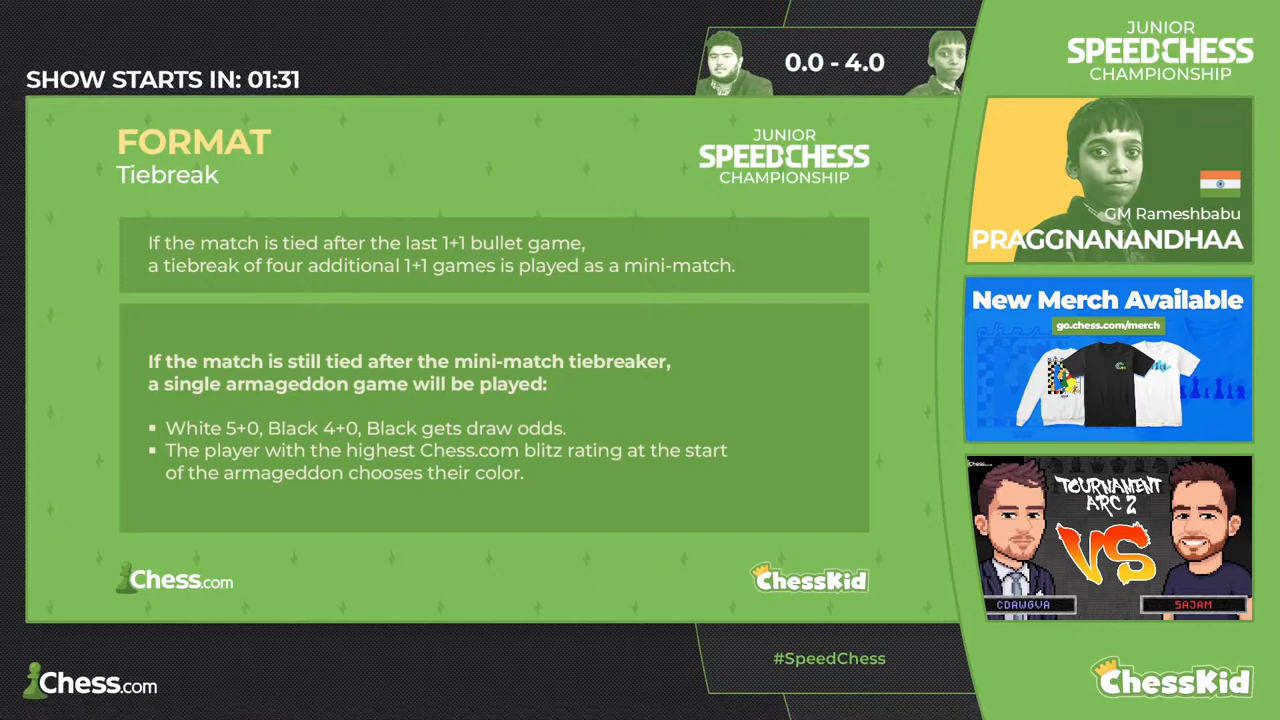 SHOW STARTS IN: 01:31
0.0 - 4.0
FORMAT
Tiebreak
JUNIOR
SPEEDCHESS
CHAMPIONSHIP
If the match is tied after the last 1+1 bullet game,
a tiebreak of four additional 1+1 games is played as a mini-match.
If the match is still tied after the mini-match tiebreaker,
a single armageddon game will be played:
▪ White 5+0, Black 4+0, Black gets draw odds.
▪ The player with the highest Chess.com blitz rating at the start
of the armageddon chooses their color.
Chess.com
ChessKid
#SpeedChess
Chess.com
JUNIOR
SPEEDCHESS
CHAMPIONSHIP
GM Rameshbabu
PRAGGNANANDHAA
New Merch Available
go.chess.com/merch
chess
Chess.com
TOURNAMENT
ARC 2
VS
CDAWGVA
SAJAM
ChessKid